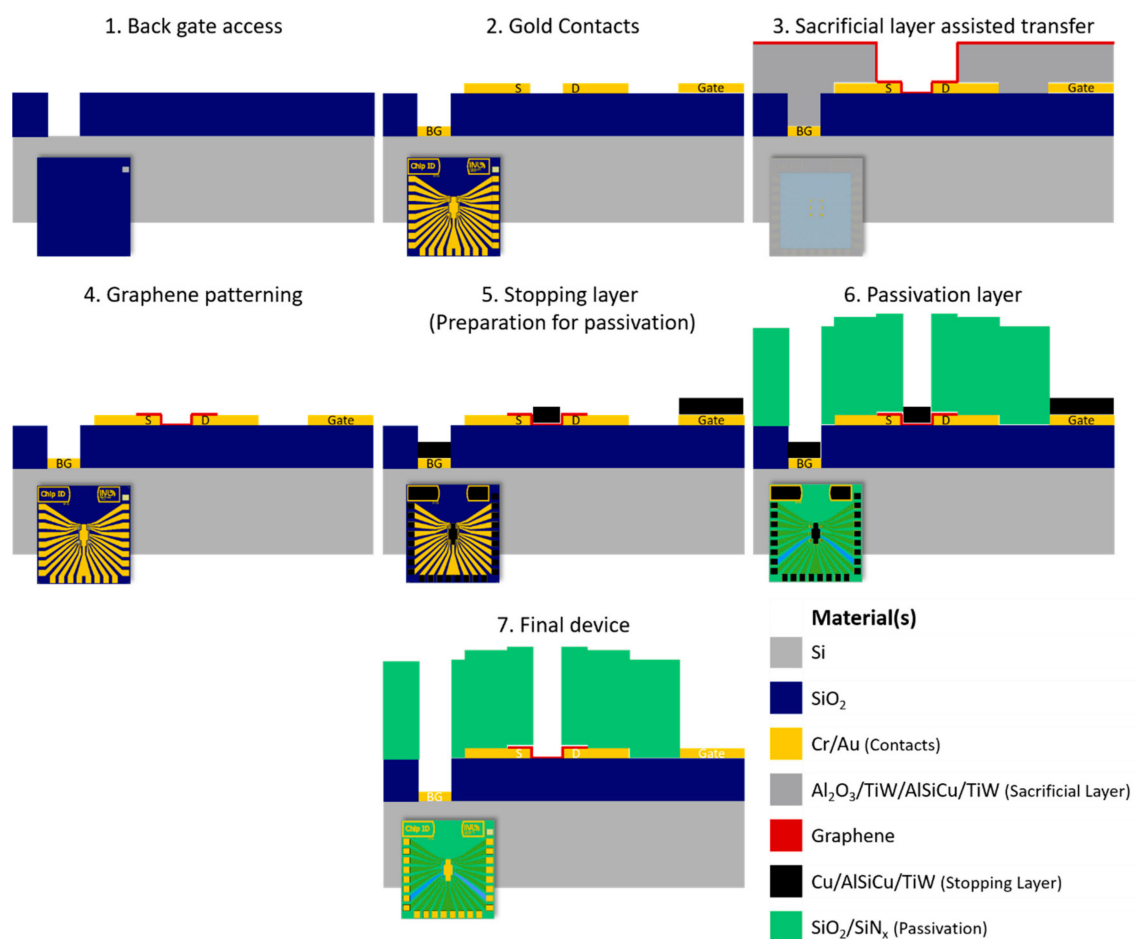 1. Back gate access
2. Gold Contacts
3. Sacrificial layer assisted transfer
S D Gate
BG
Chip ID INL
S D Gate
BG
4. Graphene patterning
5. Stopping layer
(Preparation for passivation)
6. Passivation layer
S D Gate
BG
Chip ID INL
S D Gate
BG
S D Gate
BG
7. Final device
S D Gate
BG
Chip ID INL
Material(s)
Si
SiO₂
Cr/Au (Contacts)
Al₂O₃/TiW/AlSiCu/TiW (Sacrificial Layer)
Graphene
Cu/AlSiCu/TiW (Stopping Layer)
SiO₂/SiNₓ (Passivation)